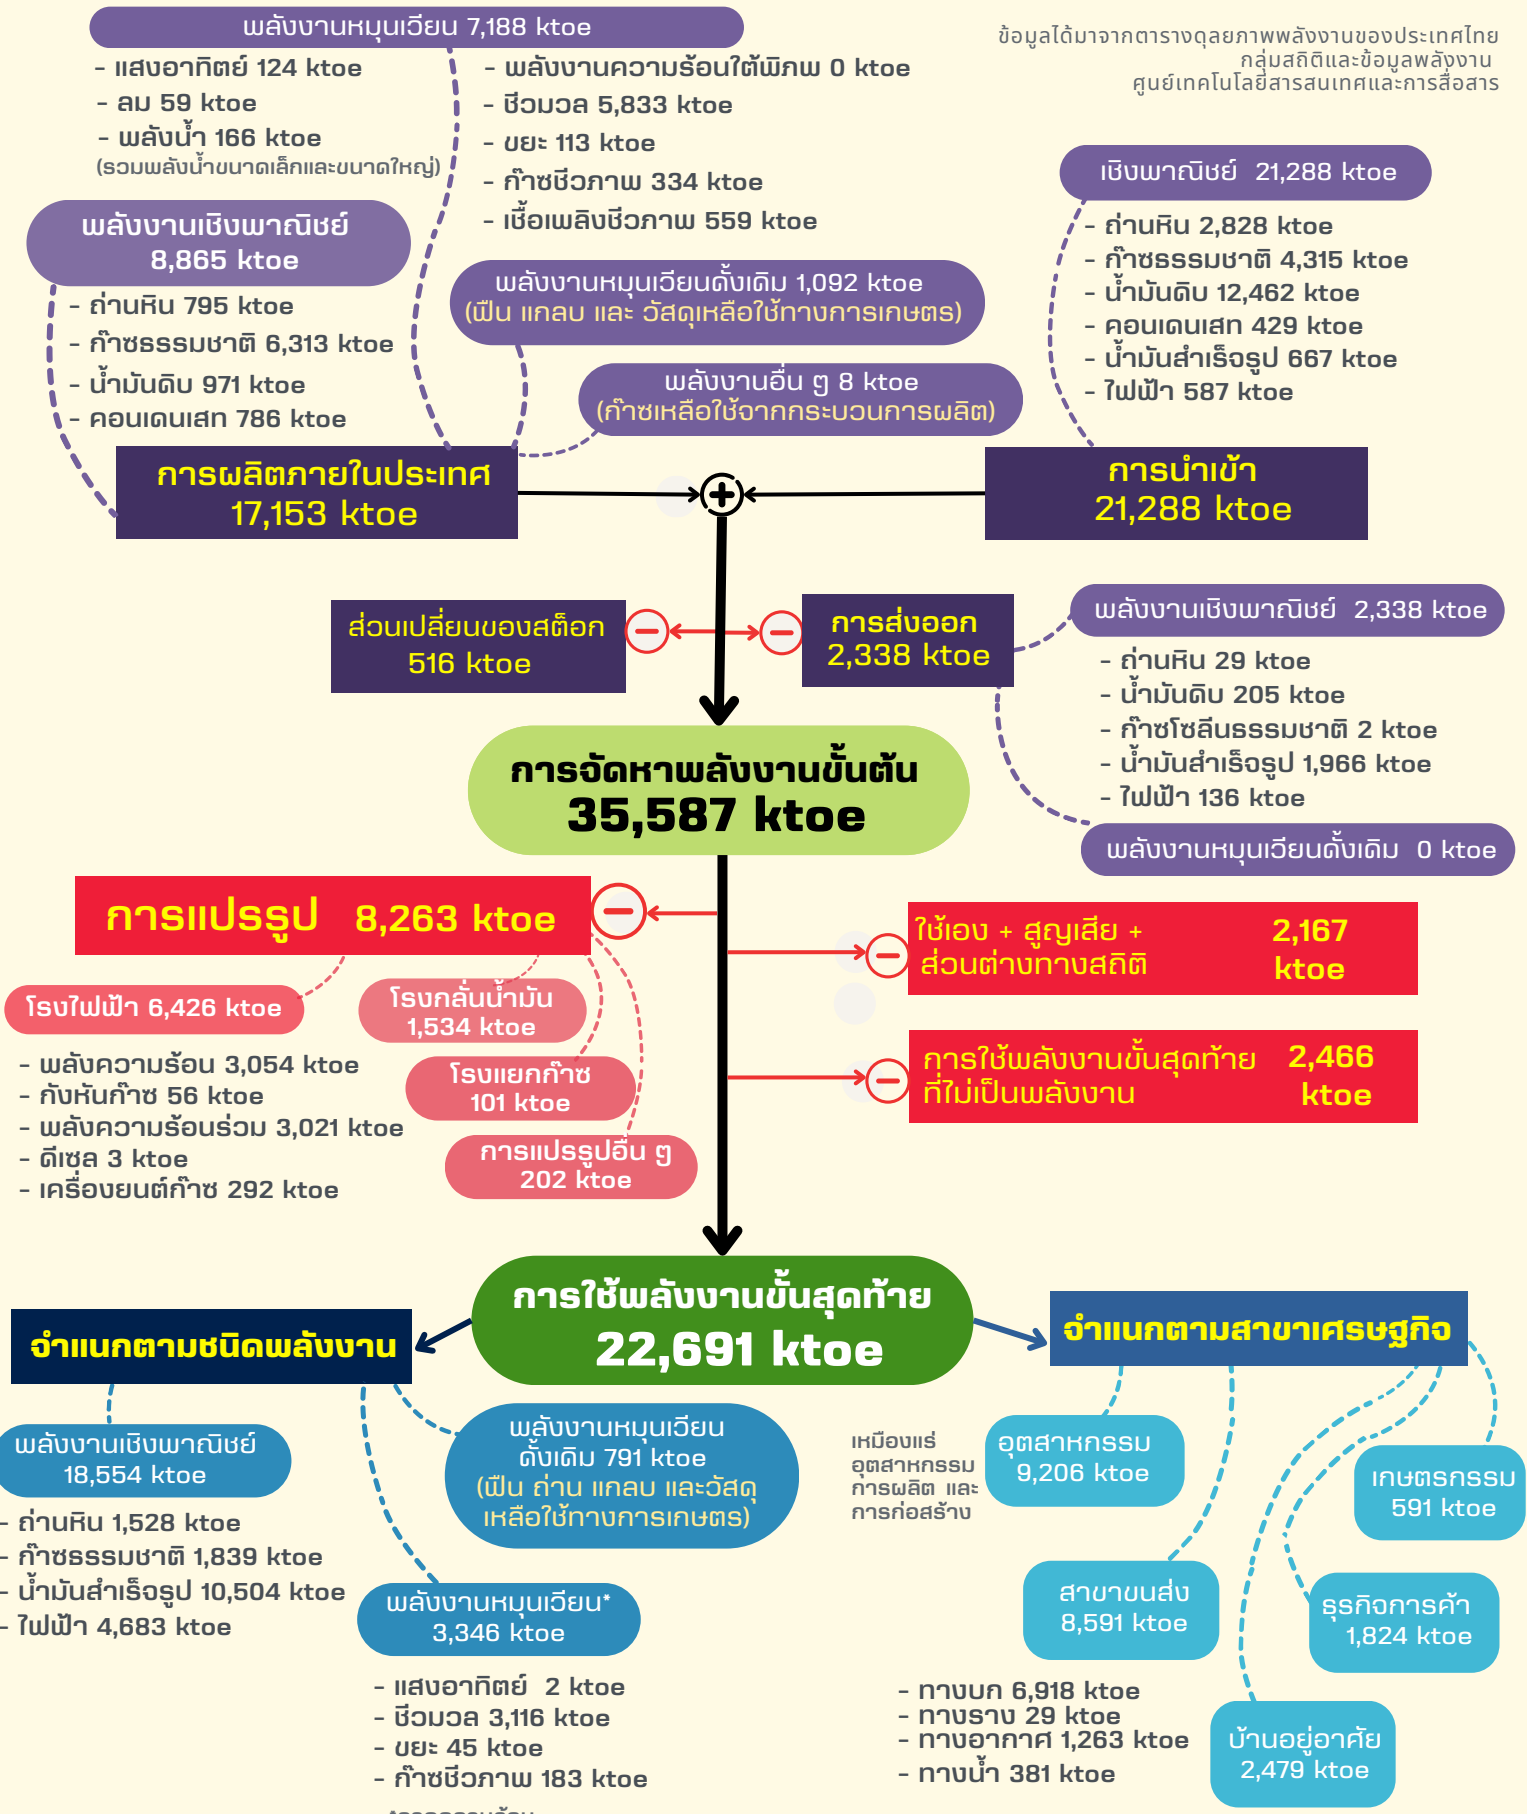 พลังงานหมุนเวียน 7,188 ktoe
- แสงอาทิตย์ 124 ktoe
- ลม 59 ktoe
- พลังน้ำ 166 ktoe
(รวมพลังน้ำขนาดเล็กและขนาดใหญ่)
- พลังงานความร้อนใต้พิภพ 0 ktoe
- ชีวมวล 5,833 ktoe
- ขยะ 113 ktoe
- ก๊าซชีวภาพ 334 ktoe
- เชื้อเพลิงชีวภาพ 559 ktoe
ข้อมูลได้มาจากตารางดุลยภาพพลังงานของประเทศไทย
กลุ่มสถิติและข้อมูลพลังงาน
ศูนย์เทคโนโลยีสารสนเทศและการสื่อสาร
พลังงานเชิงพาณิชย์
8,865 ktoe
- ถ่านหิน 795 ktoe
- ก๊าซธรรมชาติ 6,313 ktoe
- น้ำมันดิบ 971 ktoe
- คอนเดนเสท 786 ktoe
พลังงานหมุนเวียนดั้งเดิม 1,092 ktoe
(ฟืน แกลบ และ วัสดุเหลือใช้ทางการเกษตร)
พลังงานอื่น ๆ 8 ktoe
(ก๊าซเหลือใช้จากกระบวนการผลิต)
เชิงพาณิชย์ 21,288 ktoe
- ถ่านหิน 2,828 ktoe
- ก๊าซธรรมชาติ 4,315 ktoe
- น้ำมันดิบ 12,462 ktoe
- คอนเดนเสท 429 ktoe
- น้ำมันสำเร็จรูป 667 ktoe
- ไฟฟ้า 587 ktoe
การผลิตภายในประเทศ
17,153 ktoe
การนำเข้า
21,288 ktoe
ส่วนเปลี่ยนของสต็อก
516 ktoe
การส่งออก
2,338 ktoe
พลังงานเชิงพาณิชย์ 2,338 ktoe
- ถ่านหิน 29 ktoe
- น้ำมันดิบ 205 ktoe
- ก๊าซโซลีนธรรมชาติ 2 ktoe
- น้ำมันสำเร็จรูป 1,966 ktoe
- ไฟฟ้า 136 ktoe
พลังงานหมุนเวียนดั้งเดิม 0 ktoe
การจัดหาพลังงานขั้นต้น
35,587 ktoe
การแปรรูป 8,263 ktoe
โรงไฟฟ้า 6,426 ktoe
- พลังความร้อน 3,054 ktoe
- กังหันก๊าซ 56 ktoe
- พลังความร้อนร่วม 3,021 ktoe
- ดีเซล 3 ktoe
- เครื่องยนต์ก๊าซ 292 ktoe
โรงกลั่นน้ำมัน
1,534 ktoe
โรงแยกก๊าซ
101 ktoe
การแปรรูปอื่น ๆ
202 ktoe
ใช้เอง + สูญเสีย +
ส่วนต่างทางสถิติ
2,167
ktoe
การใช้พลังงานขั้นสุดท้าย
ที่ไม่เป็นพลังงาน
2,466
ktoe
การใช้พลังงานขั้นสุดท้าย
22,691 ktoe
จำแนกตามชนิดพลังงาน
พลังงานเชิงพาณิชย์
18,554 ktoe
- ถ่านหิน 1,528 ktoe
- ก๊าซธรรมชาติ 1,839 ktoe
- น้ำมันสำเร็จรูป 10,504 ktoe
- ไฟฟ้า 4,683 ktoe
พลังงานหมุนเวียน
ดั้งเดิม 791 ktoe
(ฟืน ถ่าน แกลบ และวัสดุ
เหลือใช้ทางการเกษตร)
พลังงานหมุนเวียน*
3,346 ktoe
- แสงอาทิตย์ 2 ktoe
- ชีวมวล 3,116 ktoe
- ขยะ 45 ktoe
- ก๊าซชีวภาพ 183 ktoe
จำแนกตามสาขาเศรษฐกิจ
เหมืองแร่
อุตสาหกรรม
การผลิต และ
การก่อสร้าง
อุตสาหกรรม
9,206 ktoe
เกษตรกรรม
591 ktoe
สาขาขนส่ง
8,591 ktoe
- ทางบก 6,918 ktoe
- ทางราง 29 ktoe
- ทางอากาศ 1,263 ktoe
- ทางน้ำ 381 ktoe
ธุรกิจการค้า
1,824 ktoe
บ้านอยู่อาศัย
2,479 ktoe